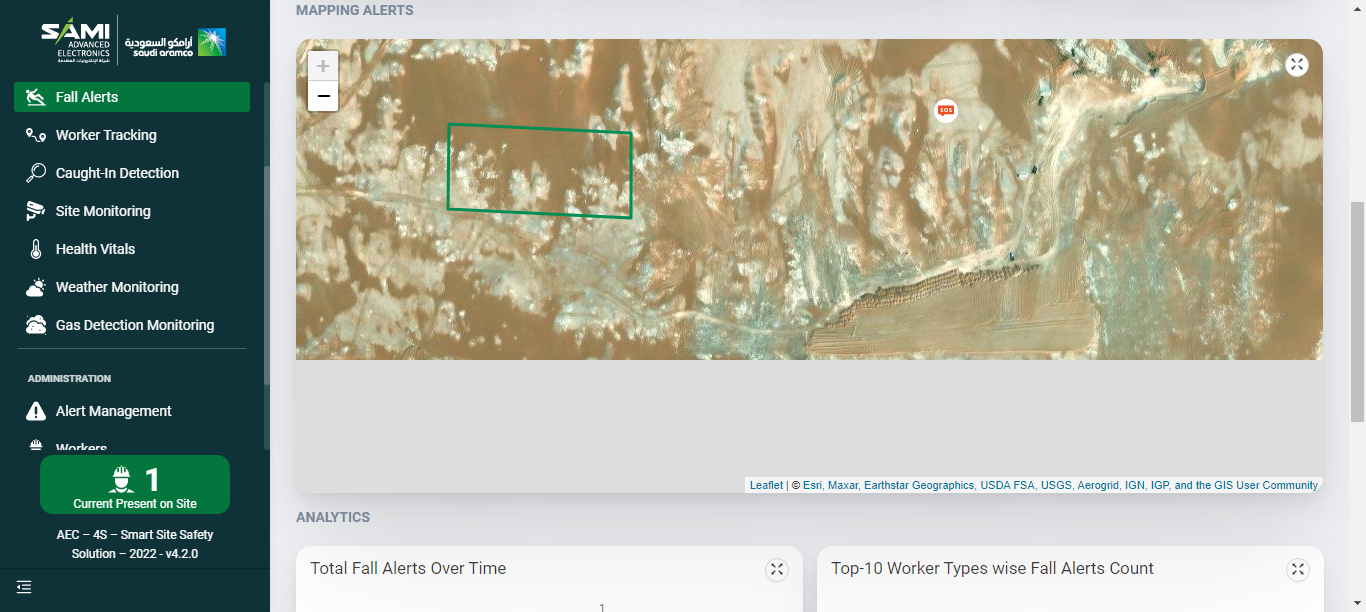 SAMI
ADVANCED
ELECTRONICS
شركة الإلكترونيات المتقدمة
أرامكو السعودية
saudi aramco
Fall Alerts
Worker Tracking
Caught-In Detection
Site Monitoring
Health Vitals
Weather Monitoring
Gas Detection Monitoring
ADMINISTRATION
Alert Management
Workers
1
Current Present on Site
AEC – 4S – Smart Site Safety
Solution – 2022 - v4.2.0
MAPPING ALERTS
+
−
SOS
Leaflet | © Esri, Maxar, Earthstar Geographics, USDA FSA, USGS, Aerogrid, IGN, IGP, and the GIS User Community
ANALYTICS
Total Fall Alerts Over Time
1
Top-10 Worker Types wise Fall Alerts Count